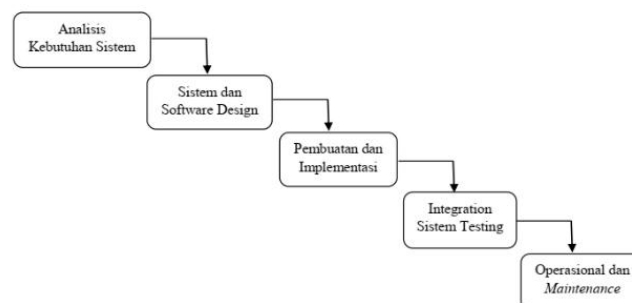 Analisis
Kebutuhan Sistem
Sistem dan
Software Design
Pembuatan dan
Implementasi
Integration
Sistem Testing
Operasional dan
Maintenance